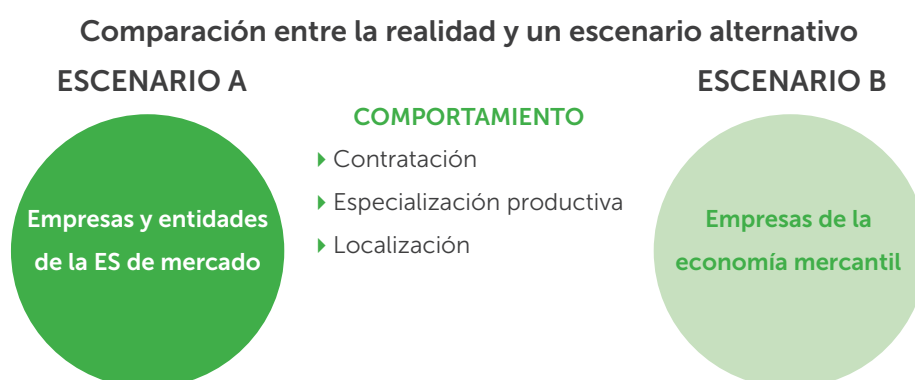 Comparación entre la realidad y un escenario alternativo
ESCENARIO A
ESCENARIO B
COMPORTAMIENTO
Contratación
Especialización productiva
Localización
Empresas y entidades
de la ES de mercado
Empresas de la
economía mercantil